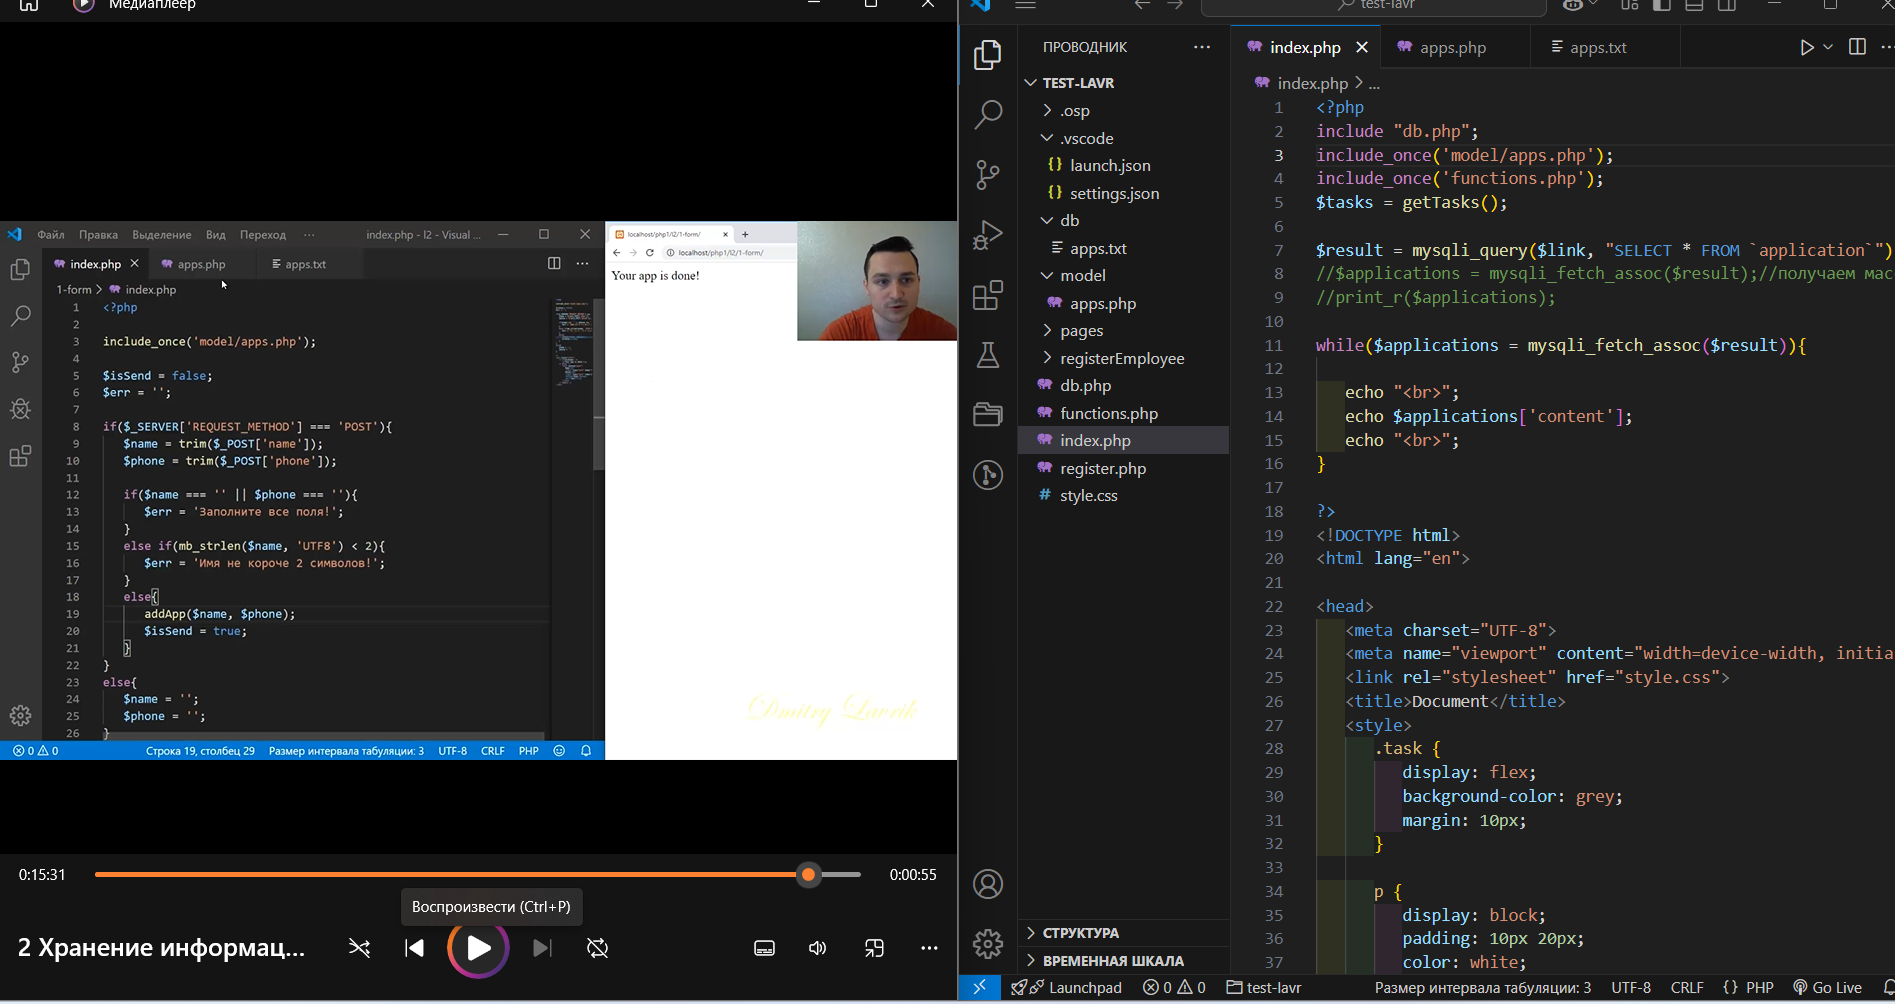 Медиаплеер
Файл Правка Выделение Вид Переход ··· index.php - l2 - Visual ...
index.php apps.php apps.txt
1-form > index.php
1 <?php
2
3 include_once('model/apps.php');
4
5 $isSend = false;
6 $err = '';
7
8 if($_SERVER['REQUEST_METHOD'] === 'POST'){
9 $name = trim($_POST['name']);
10 $phone = trim($_POST['phone']);
11
12 if($name === '' || $phone === ''){
13 $err = 'Заполните все поля!';
14 }
15 else if(mb_strlen($name, 'UTF8') < 2){
16 $err = 'Имя не короче 2 символов!';
17 }
18 else{
19 addApp($name, $phone);
20 $isSend = true;
21 }
22 }
23 else{
24 $name = '';
25 $phone = '';
26 }
0 0 Строка 19, столбец 29 Размер интервала табуляции: 3 UTF-8 CRLF PHP
localhost/php1/l2/1-form/
localhost/php1/l2/1-form/
Your app is done!
Dmitry Lavrik
0:15:31 0:00:55
Воспроизвести (Ctrl+P)
2 Хранение информац...
test-lavr
ПРОВОДНИК
TEST-LAVR
.osp
.vscode
{} launch.json
{} settings.json
db
apps.txt
model
apps.php
pages
registerEmployee
db.php
functions.php
index.php
register.php
# style.css
СТРУКТУРА
ВРЕМЕННАЯ ШКАЛА
index.php apps.php apps.txt
index.php > ...
1 <?php
2 include "db.php";
3 include_once('model/apps.php');
4 include_once('functions.php');
5 $tasks = getTasks();
6
7 $result = mysqli_query($link, "SELECT * FROM `application`")
8 //$applications = mysqli_fetch_assoc($result);//получаем мас
9 //print_r($applications);
10
11 while($applications = mysqli_fetch_assoc($result)){
12
13 echo "<br>";
14 echo $applications['content'];
15 echo "<br>";
16 }
17
18 ?>
19 <!DOCTYPE html>
20 <html lang="en">
21
22 <head>
23 <meta charset="UTF-8">
24 <meta name="viewport" content="width=device-width, initia
25 <link rel="stylesheet" href="style.css">
26 <title>Document</title>
27 <style>
28 .task {
29 display: flex;
30 background-color: grey;
31 margin: 10px;
32 }
33
34 p {
35 display: block;
36 padding: 10px 20px;
37 color: white;
Launchpad 0 0 test-lavr Размер интервала табуляции: 3 UTF-8 CRLF {} PHP Go Live